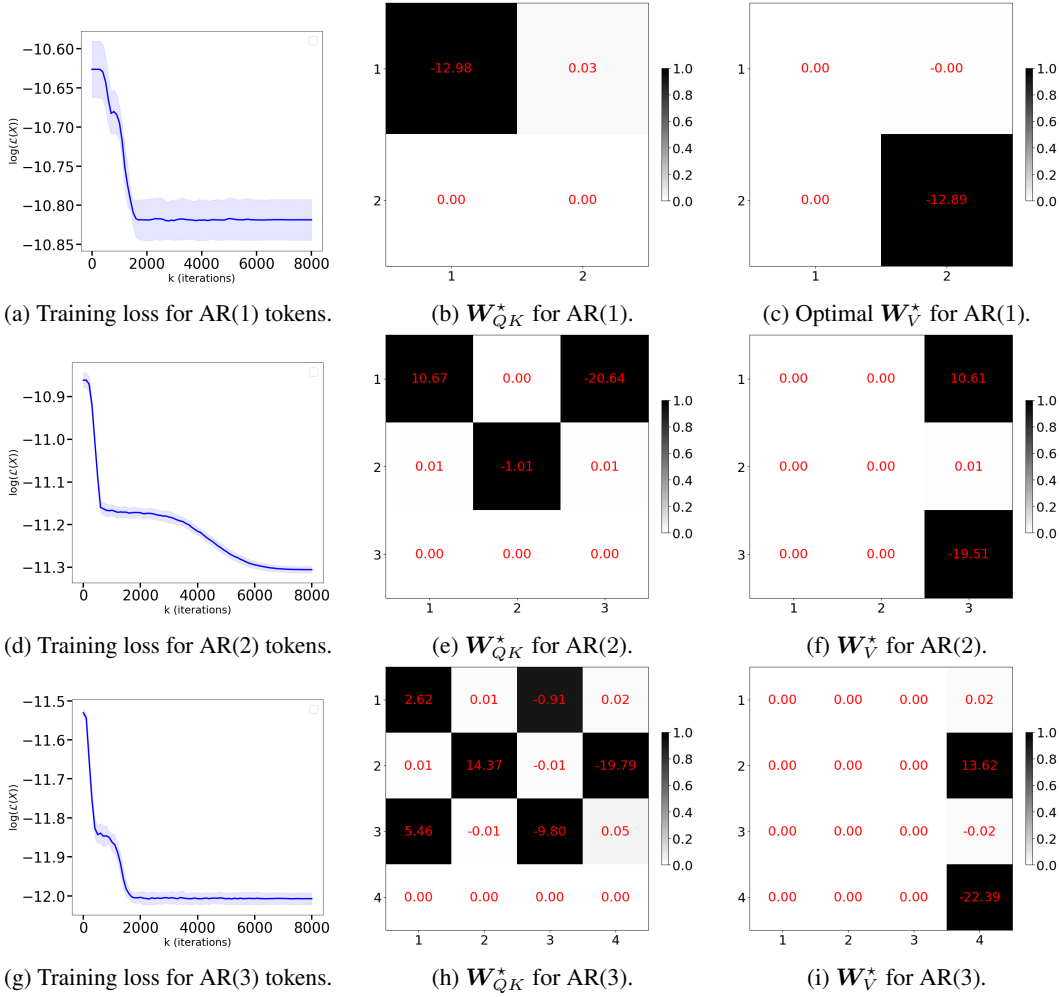 −10.60
−10.65
−10.70
−10.75
−10.80
−10.85
log(ℒ(X))
0 2000 4000 6000 8000
k (iterations)
1
2
-12.98 0.03
0.00 0.00
1 2
1.0
0.8
0.6
0.4
0.2
0.0
1
2
0.00 -0.00
0.00 -12.89
1 2
1.0
0.8
0.6
0.4
0.2
0.0
(a) Training loss for AR(1) tokens.
(b) W⋆QK for AR(1).
(c) Optimal W⋆V for AR(1).
−10.9
−11.0
−11.1
−11.2
−11.3
log(ℒ(X))
0 2000 4000 6000 8000
k (iterations)
1
2
3
10.67 0.00 -20.64
0.01 -1.01 0.01
0.00 0.00 0.00
1 2 3
1.0
0.8
0.6
0.4
0.2
0.0
1
2
3
0.00 0.00 10.61
0.00 0.00 0.01
0.00 0.00 -19.51
1 2 3
1.0
0.8
0.6
0.4
0.2
0.0
(d) Training loss for AR(2) tokens.
(e) W⋆QK for AR(2).
(f) W⋆V for AR(2).
−11.5
−11.6
−11.7
−11.8
−11.9
−12.0
log(ℒ(X))
0 2000 4000 6000 8000
k (iterations)
1
2
3
4
2.62 0.01 -0.91 0.02
0.01 14.37 -0.01 -19.79
5.46 -0.01 -9.80 0.05
0.00 0.00 0.00 0.00
1 2 3 4
1.0
0.8
0.6
0.4
0.2
0.0
1
2
3
4
0.00 0.00 0.00 0.02
0.00 0.00 0.00 13.62
0.00 0.00 0.00 -0.02
0.00 0.00 0.00 -22.39
1 2 3 4
1.0
0.8
0.6
0.4
0.2
0.0
(g) Training loss for AR(3) tokens.
(h) W⋆QK for AR(3).
(i) W⋆V for AR(3).